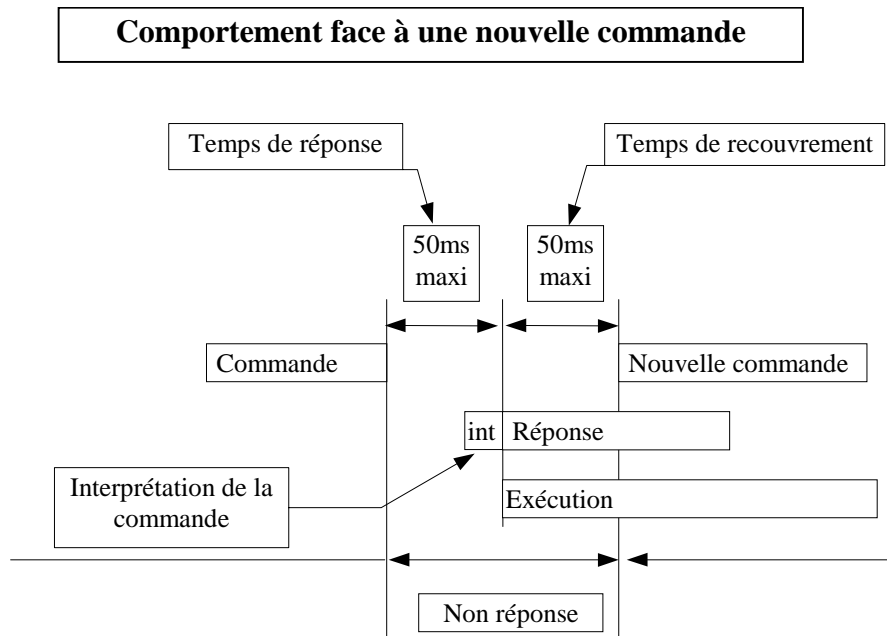 Comportement face à une nouvelle commande
Temps de réponse
Temps de recouvrement
50ms
maxi
50ms
maxi
Commande
Nouvelle commande
int
Réponse
Interprétation de la
commande
Exécution
Non réponse